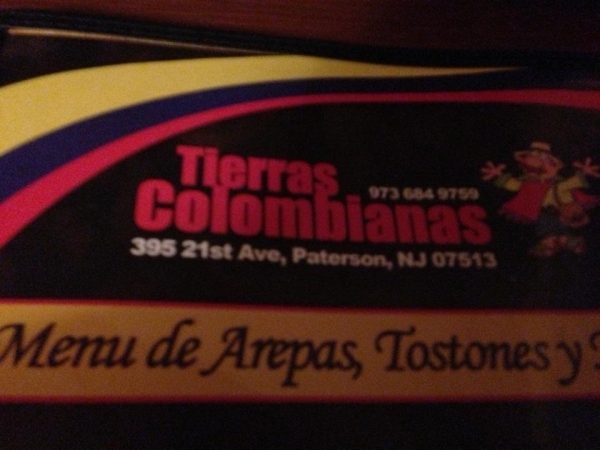 Tierras
Colombianas
973 684 9759
395 21st Ave, Paterson, NJ 07513
Menu de Arepas, Tostones y